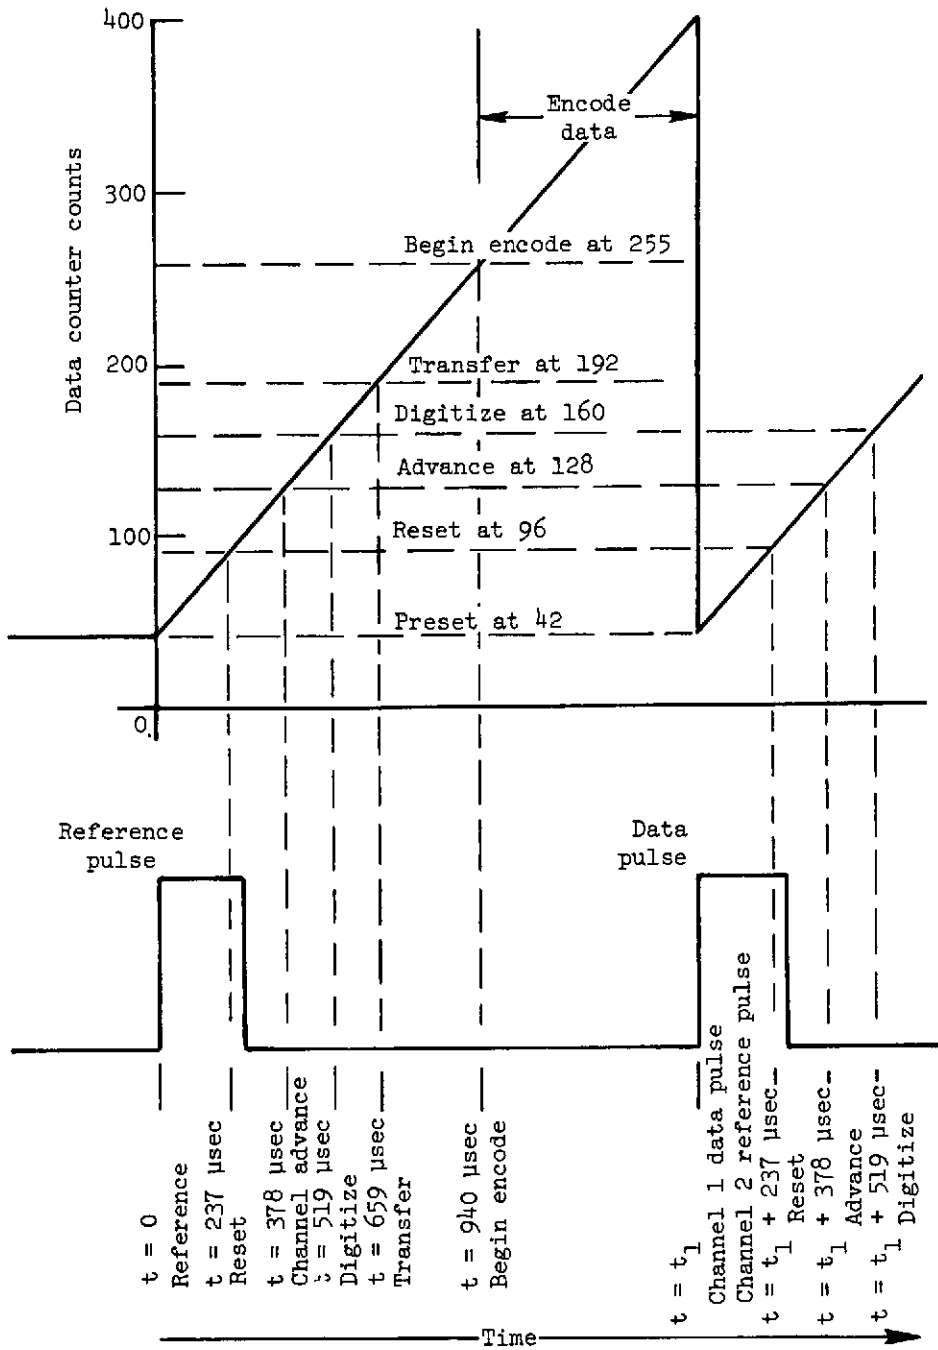 400
300
200
100
0
Data counter counts
Encode
data
Begin encode at 255
Transfer at 192
Digitize at 160
Advance at 128
Reset at 96
Preset at 42
Reference
pulse
Data
pulse
t = 0
Reference
t = 237 μsec
Reset
t = 378 μsec
Channel advance
t = 519 μsec
Digitize
t = 659 μsec
Transfer
t = 940 μsec
Begin encode
t = t₁
Channel 1 data pulse
Channel 2 reference pulse
t = t₁ + 237 μsec
Reset
t = t₁ + 378 μsec
Advance
t = t₁ + 519 μsec
Digitize
Time